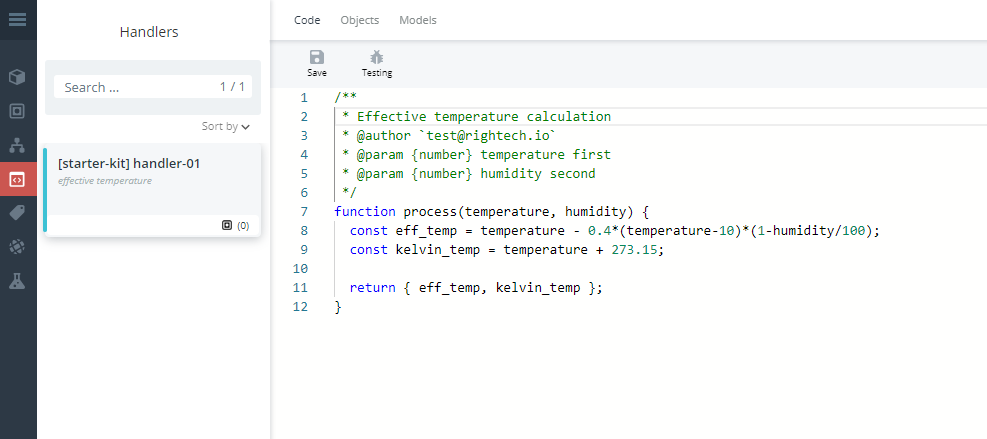 Handlers
Search ... 1 / 1
Sort by
[starter-kit] handler-01
effective temperature
(0)
Code Objects Models
Save Testing
1 /**
2 * Effective temperature calculation
3 * @author `test@rightech.io`
4 * @param {number} temperature first
5 * @param {number} humidity second
6 */
7 function process(temperature, humidity) {
8 const eff_temp = temperature - 0.4*(temperature-10)*(1-humidity/100);
9 const kelvin_temp = temperature + 273.15;
10
11 return { eff_temp, kelvin_temp };
12 }